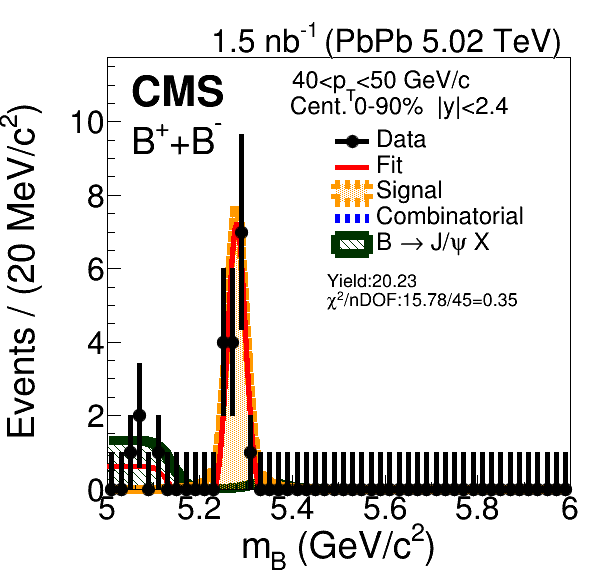 1.5 nb⁻¹ (PbPb 5.02 TeV)
CMS
B⁺+B⁻
40<p_T<50 GeV/c
Cent. 0-90% |y|<2.4
Data
Fit
Signal
Combinatorial
B → J/ψ X
Yield:20.23
χ²/nDOF:15.78/45=0.35
Events / (20 MeV/c²)
10
8
6
4
2
0
5 5.2 5.4 5.6 5.8 6
m_B (GeV/c²)